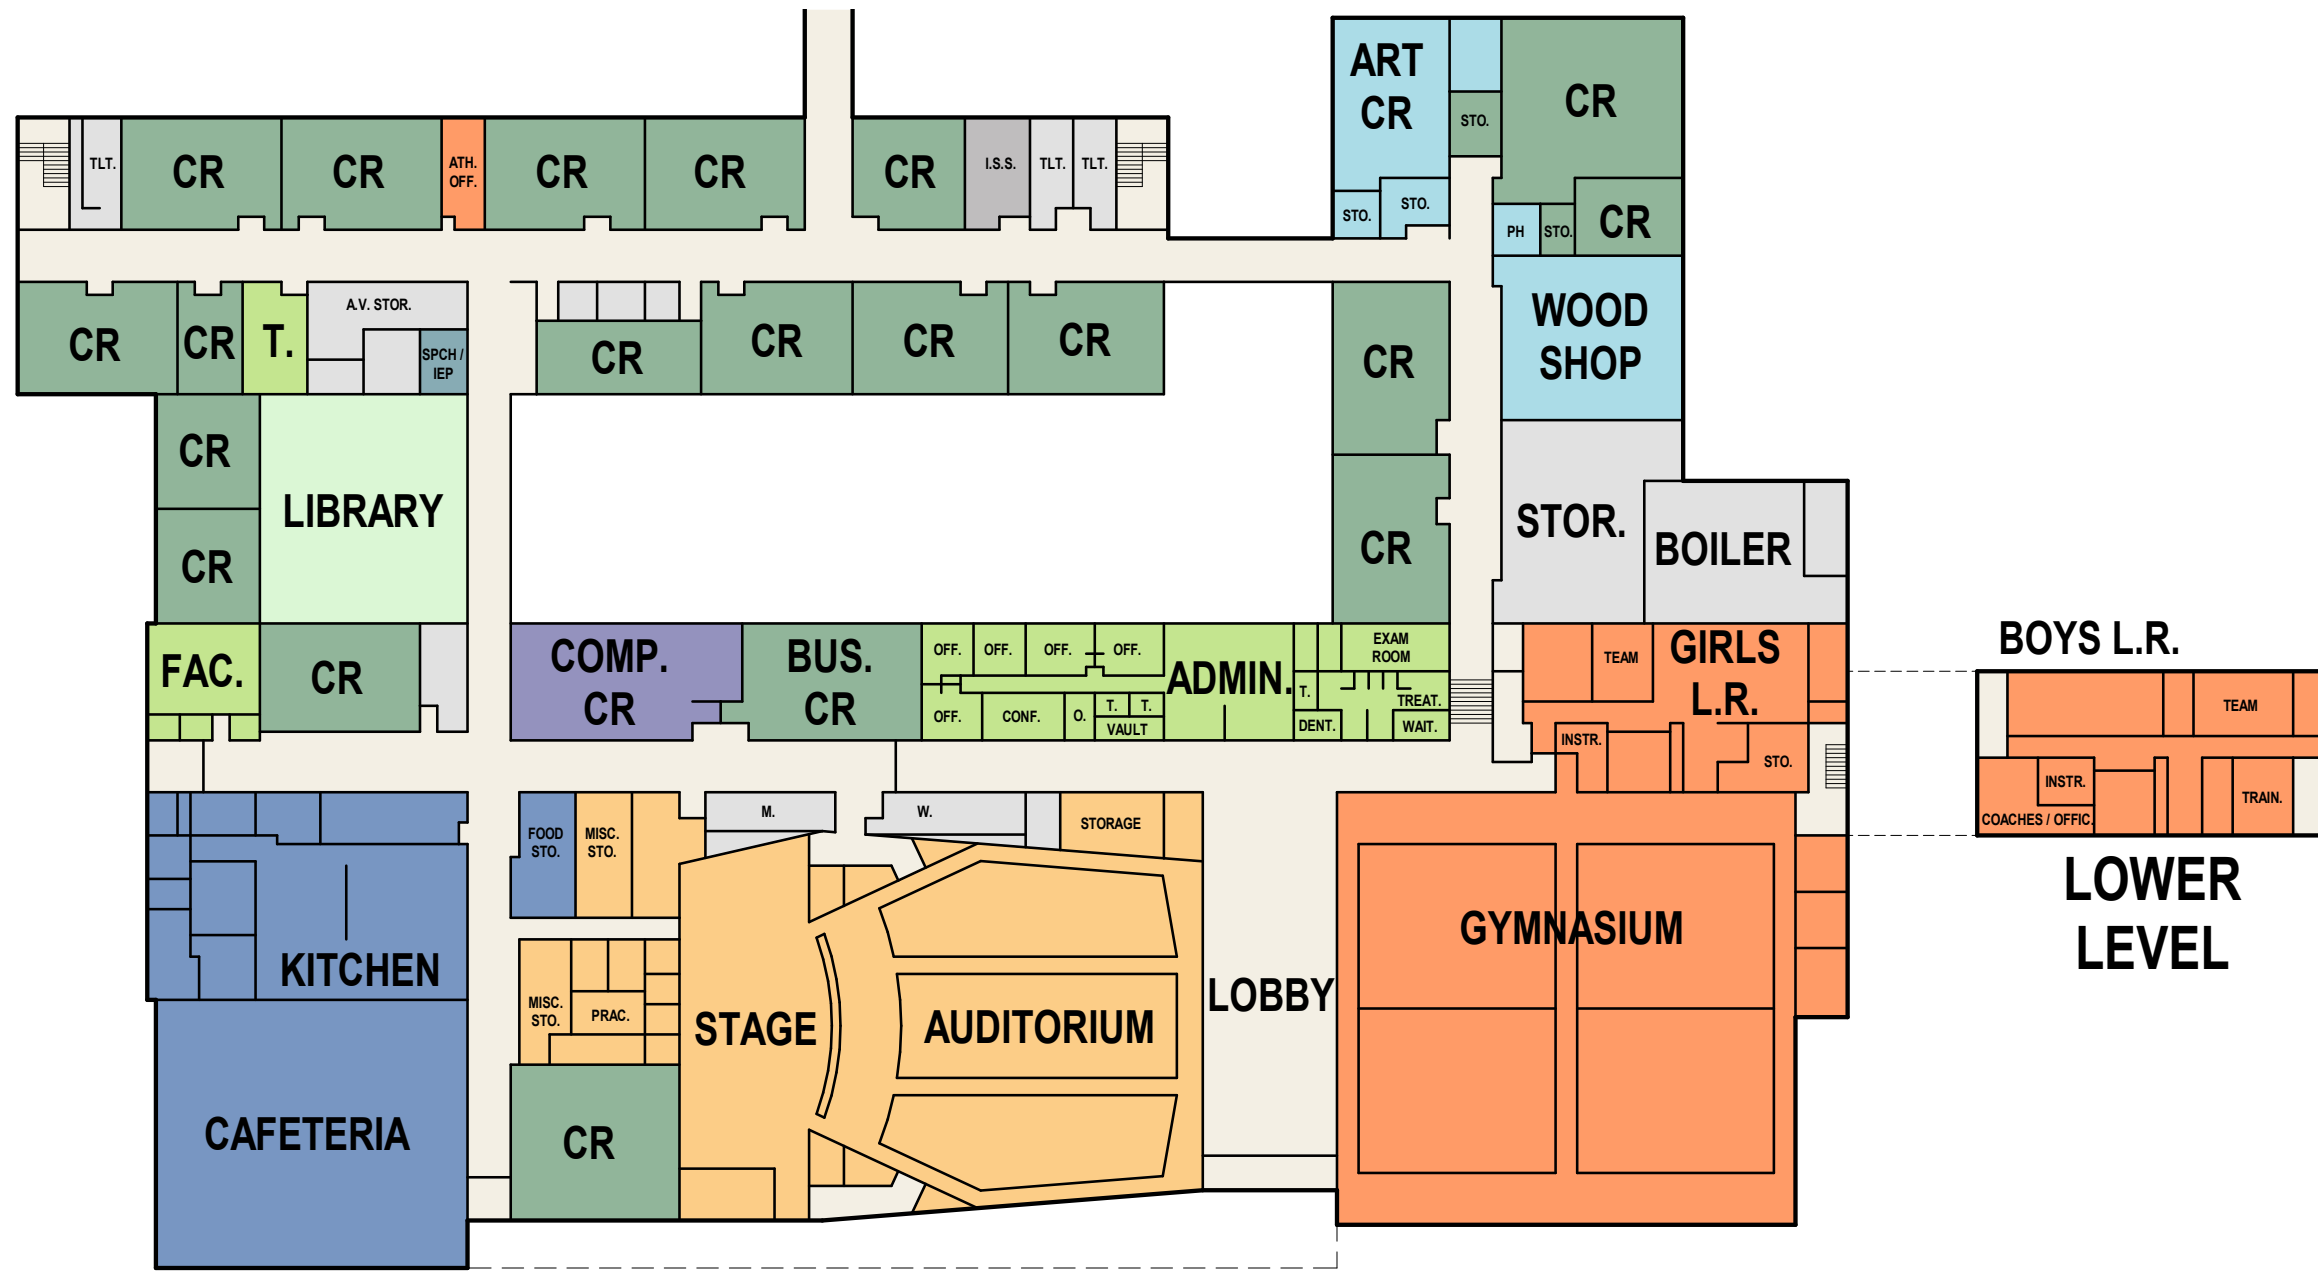 ART
CR
CR
STO.
TLT.
CR
CR
ATH.
OFF.
CR
CR
CR
I.S.S.
TLT.
TLT.
STO.
STO.
PH
STO.
CR
CR
CR
T.
A.V. STOR.
SPCH /
IEP
CR
CR
CR
CR
CR
WOOD
SHOP
CR
LIBRARY
CR
CR
STOR.
BOILER
FAC.
CR
COMP.
CR
BUS.
CR
OFF.
OFF.
OFF.
OFF.
OFF.
CONF.
O.
T.
T.
VAULT
ADMIN.
EXAM
ROOM
T.
TREAT.
DENT.
WAIT.
TEAM
GIRLS
L.R.
INSTR.
STO.
BOYS L.R.
TEAM
INSTR.
COACHES / OFFIC.
TRAIN.
LOWER
LEVEL
FOOD
STO.
MISC.
STO.
M.
W.
STORAGE
KITCHEN
MISC.
STO.
PRAC.
STAGE
AUDITORIUM
LOBBY
GYMNASIUM
CAFETERIA
CR